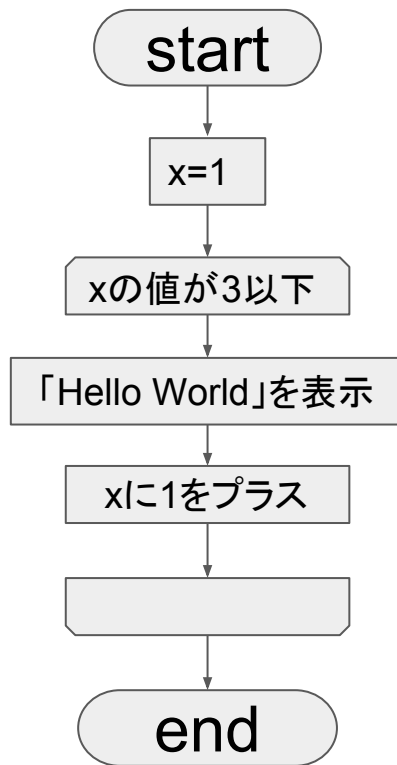 start
x=1
xの値が3以下
「Hello World」を表示
xに1をプラス
end